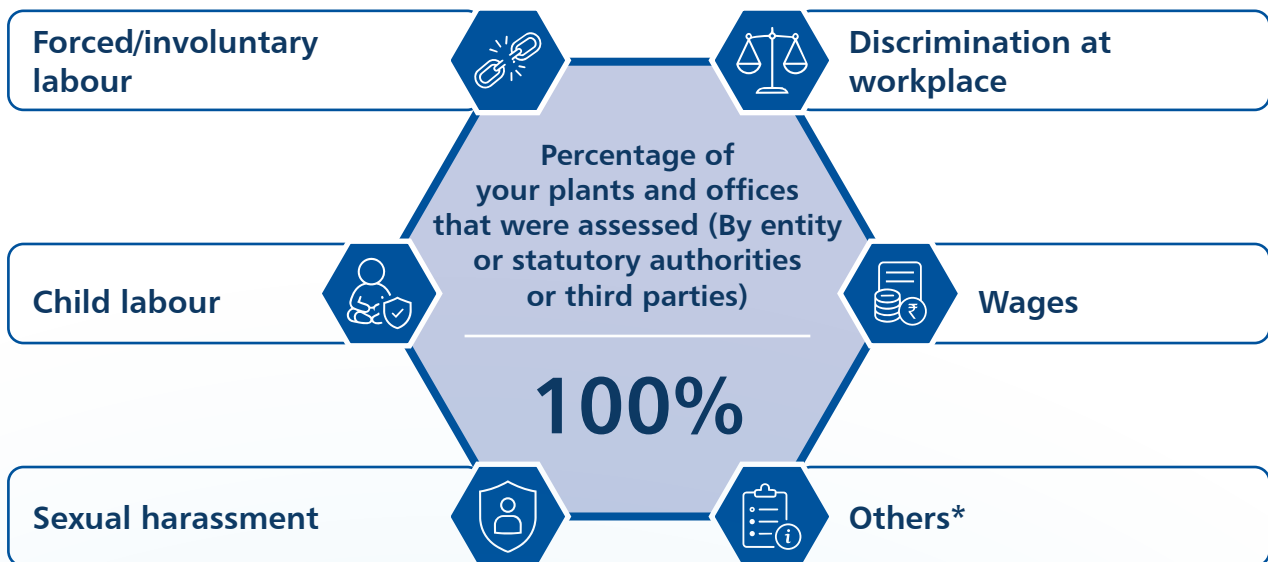 Forced/involuntary
labour
Discrimination at
workplace
Percentage of
your plants and offices
that were assessed (By entity
or statutory authorities
or third parties)
100%
Child labour
₹
Wages
Sexual harassment
i
Others*